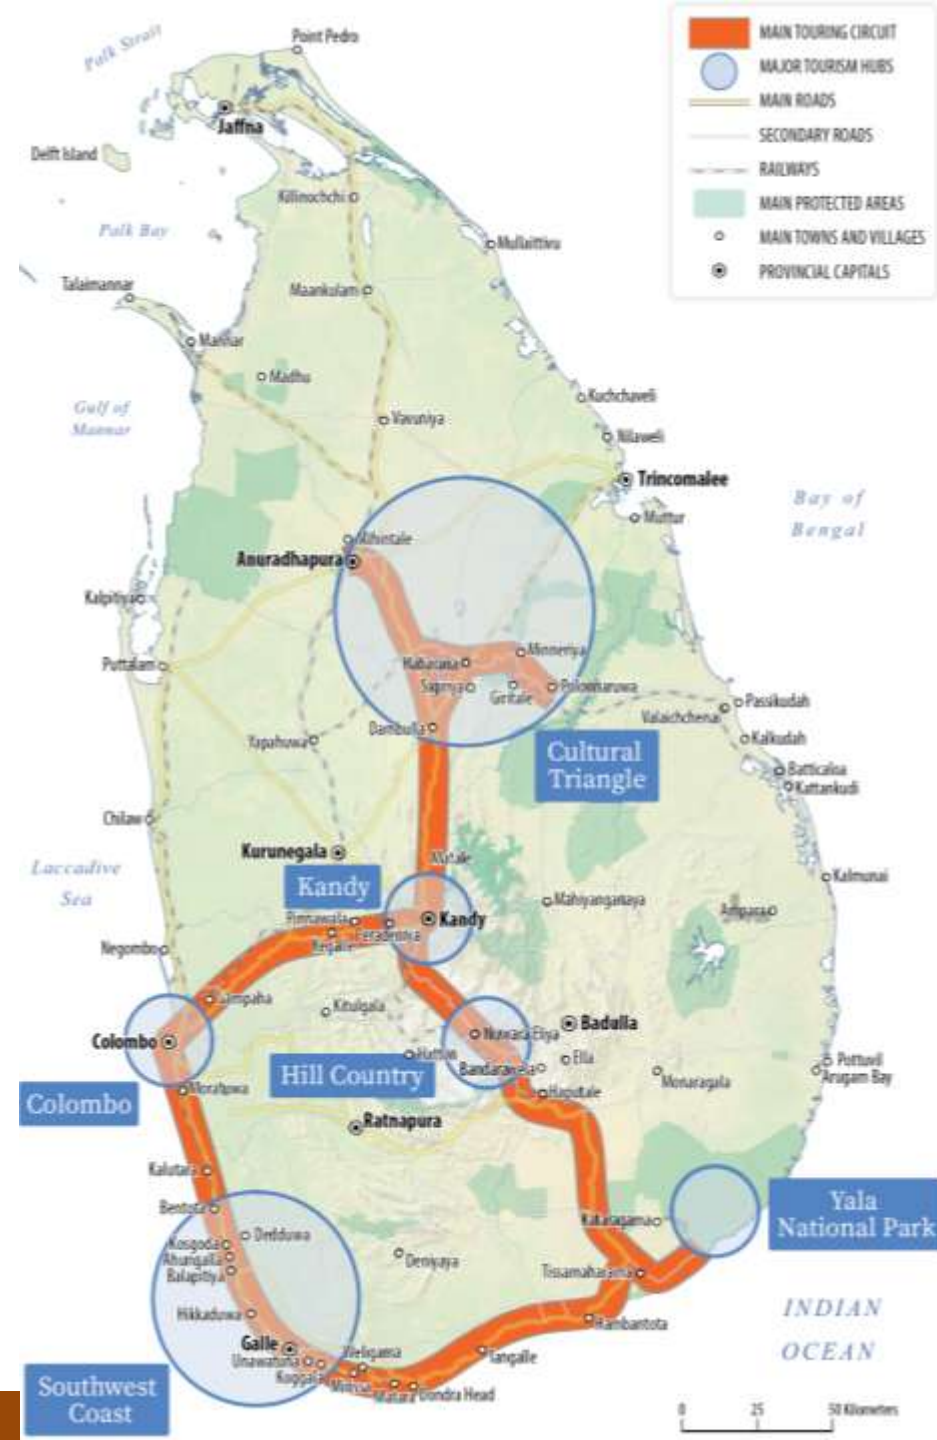 Palk Strait
Point Pedro
Jaffna
Delft Island
Killinochchi
Palk Bay
Mullaittivu
Talaimannar
Maankulam
Mannar
Madhu
Kuchchaveli
Gulf of
Mannar
Vavuniya
Nilaweli
Trincomalee
Bay of
Bengal
Muttur
Mihintale
Anuradhapura
Kalpitiya
Minneriya
Puttalam
Habarana
Sigiriya
Giritale
Polonnaruwa
Passikudah
Valaichchenai
Dambulla
Yapahuwa
Kalkudah
Cultural
Triangle
Batticaloa
Kattankudi
Chilaw
Kurunegala
Matale
Laccadive
Sea
Kandy
Kalmunai
Mahiyanganaya
Ampara
Pinnawala
Kandy
Kegalle
Peradeniya
Negombo
Gampaha
Kitulgala
Badulla
Nuwara Eliya
Colombo
Hatton
Ella
Bandarawela
Pottuvil
Arugam Bay
Hill Country
Monaragala
Moratuwa
Haputale
Colombo
Ratnapura
Kalutara
Bentota
Yala
National Park
Katharagama
Dedduwa
Kosgoda
Ahungalla
Balapitiya
Deniyaya
Tissamaharama
Hikkaduwa
INDIAN
OCEAN
Hambantota
Galle
Unawatuna
Weligama
Tangalle
Koggala
Mirissa
Matara
Dondra Head
Southwest
Coast
0 25 50 Kilometers
MAIN TOURING CIRCUIT
MAJOR TOURISM HUBS
MAIN ROADS
SECONDARY ROADS
RAILWAYS
MAIN PROTECTED AREAS
MAIN TOWNS AND VILLAGES
PROVINCIAL CAPITALS